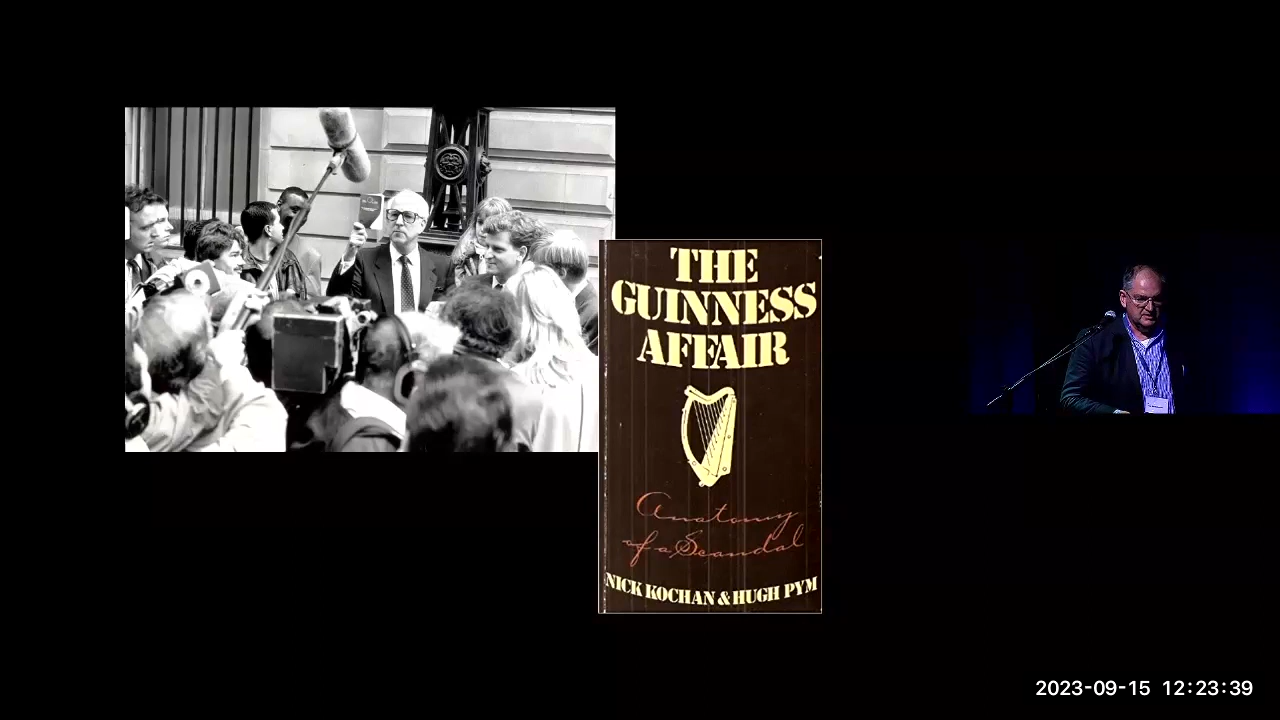 THE
GUINNESS
AFFAIR
Anatomy
of a Scandal
NICK KOCHAN & HUGH PYM
2023-09-15 12:23:39